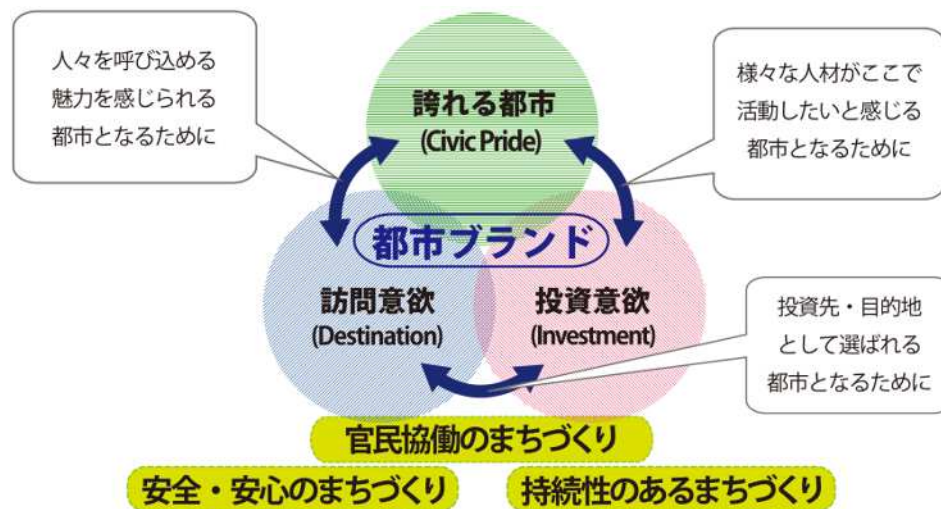 人々を呼び込める
魅力を感じられる
都市となるために
誇れる都市
(Civic Pride)
様々な人材がここで
活動したいと感じる
都市となるために
都市ブランド
訪問意欲
(Destination)
投資意欲
(Investment)
投資先・目的地
として選ばれる
都市となるために
官民協働のまちづくり
安全・安心のまちづくり
持続性のあるまちづくり